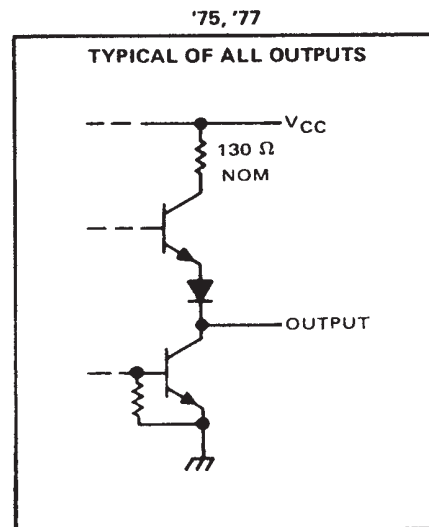 '75, '77
TYPICAL OF ALL OUTPUTS
VCC
130 Ω
NOM
OUTPUT